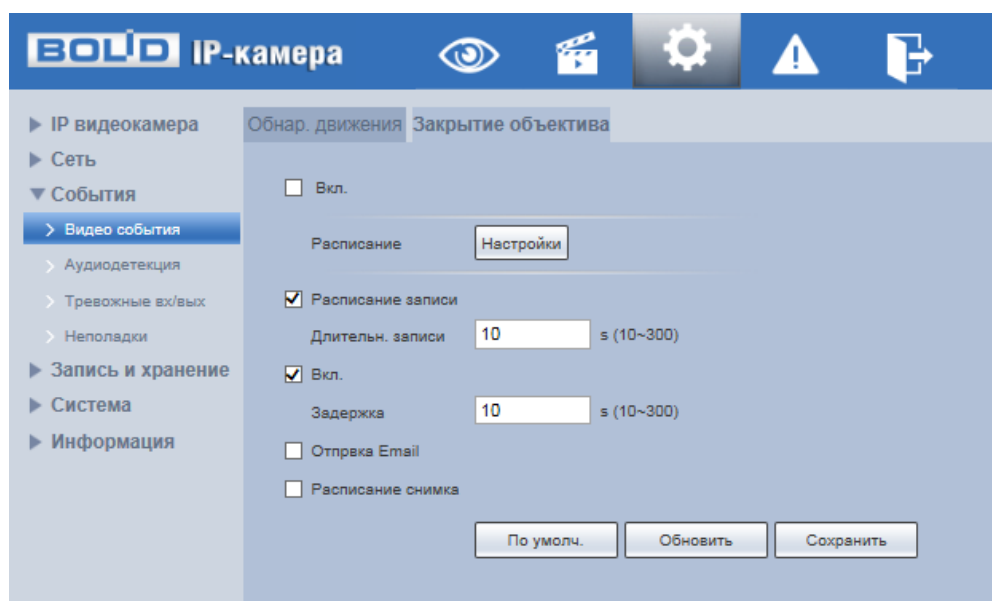 BOLID IP-камера
IP видеокамера
Сеть
События
Видео события
Аудиодетекция
Тревожные вх/вых
Неполадки
Запись и хранение
Система
Информация
Обнар. движения Закрытие объектива
Вкл.
Расписание Настройки
Расписание записи
Длительн. записи 10 s (10~300)
Вкл.
Задержка 10 s (10~300)
Отпрвка Email
Расписание снимка
По умолч. Обновить Сохранить